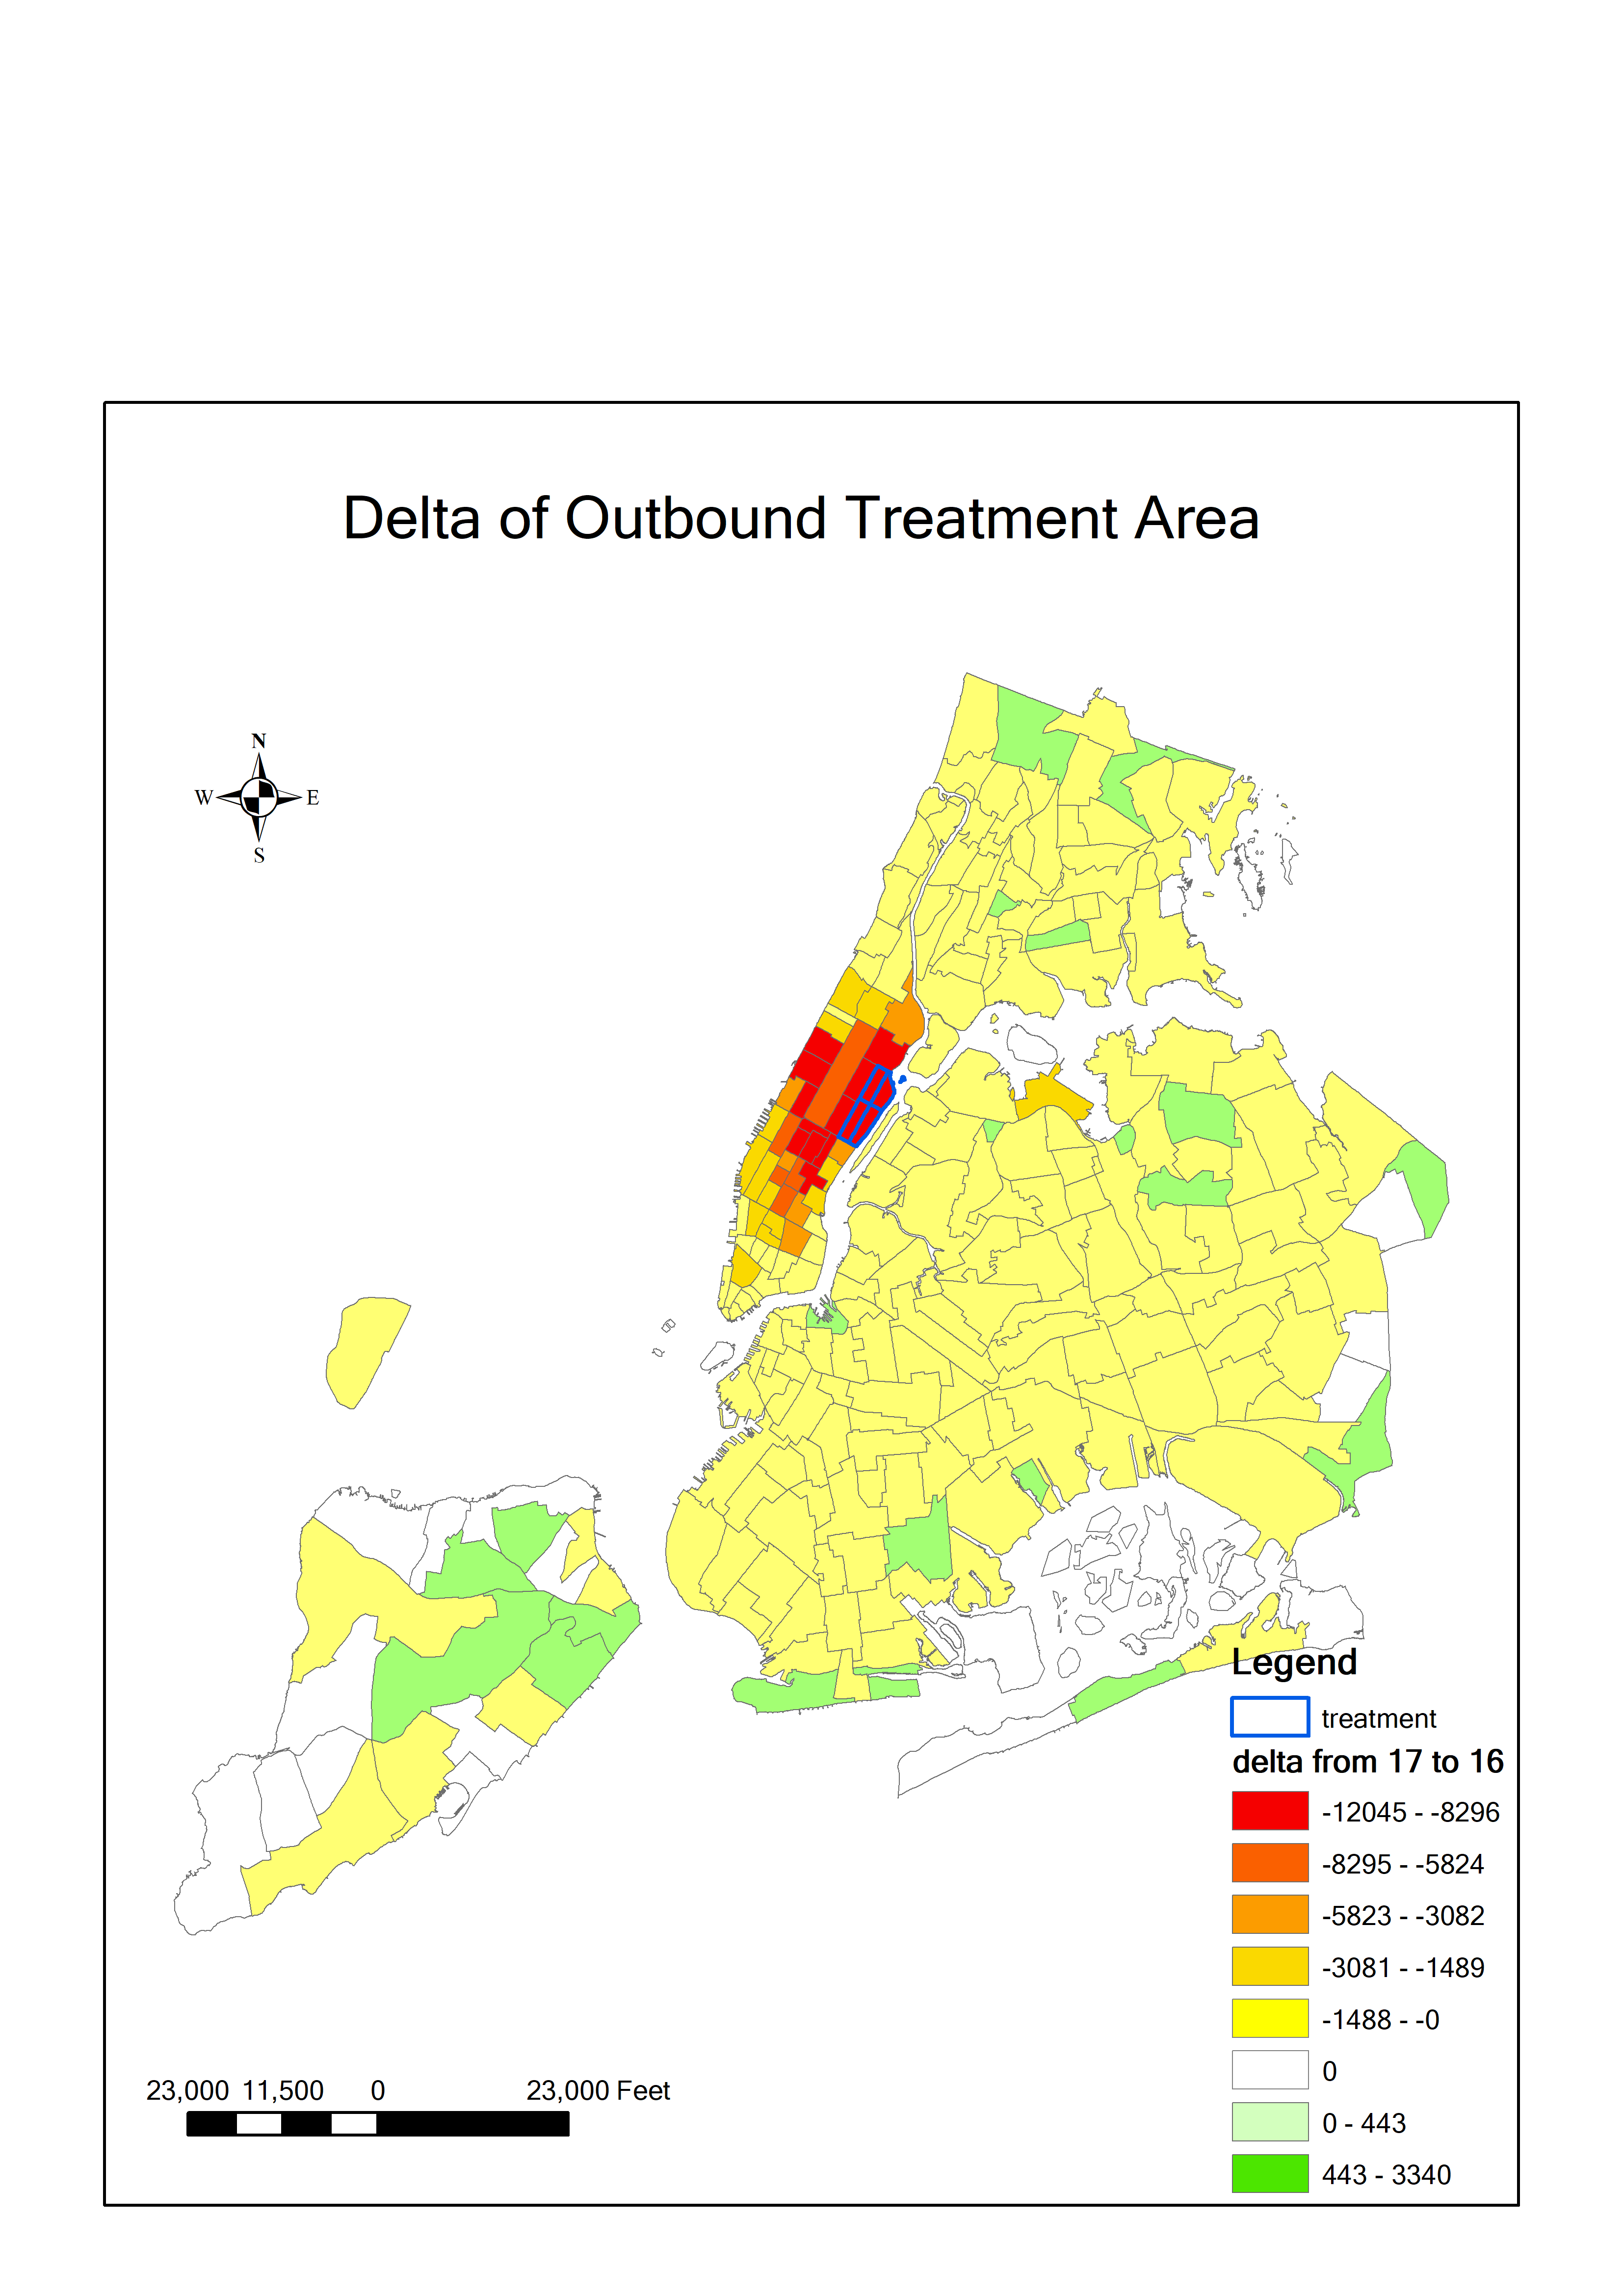 Delta of Outbound Treatment Area
N
W E
S
Legend
treatment
delta from 17 to 16
-12045 - -8296
-8295 - -5824
-5823 - -3082
-3081 - -1489
-1488 - -0
0
0 - 443
443 - 3340
23,000 11,500 0 23,000 Feet